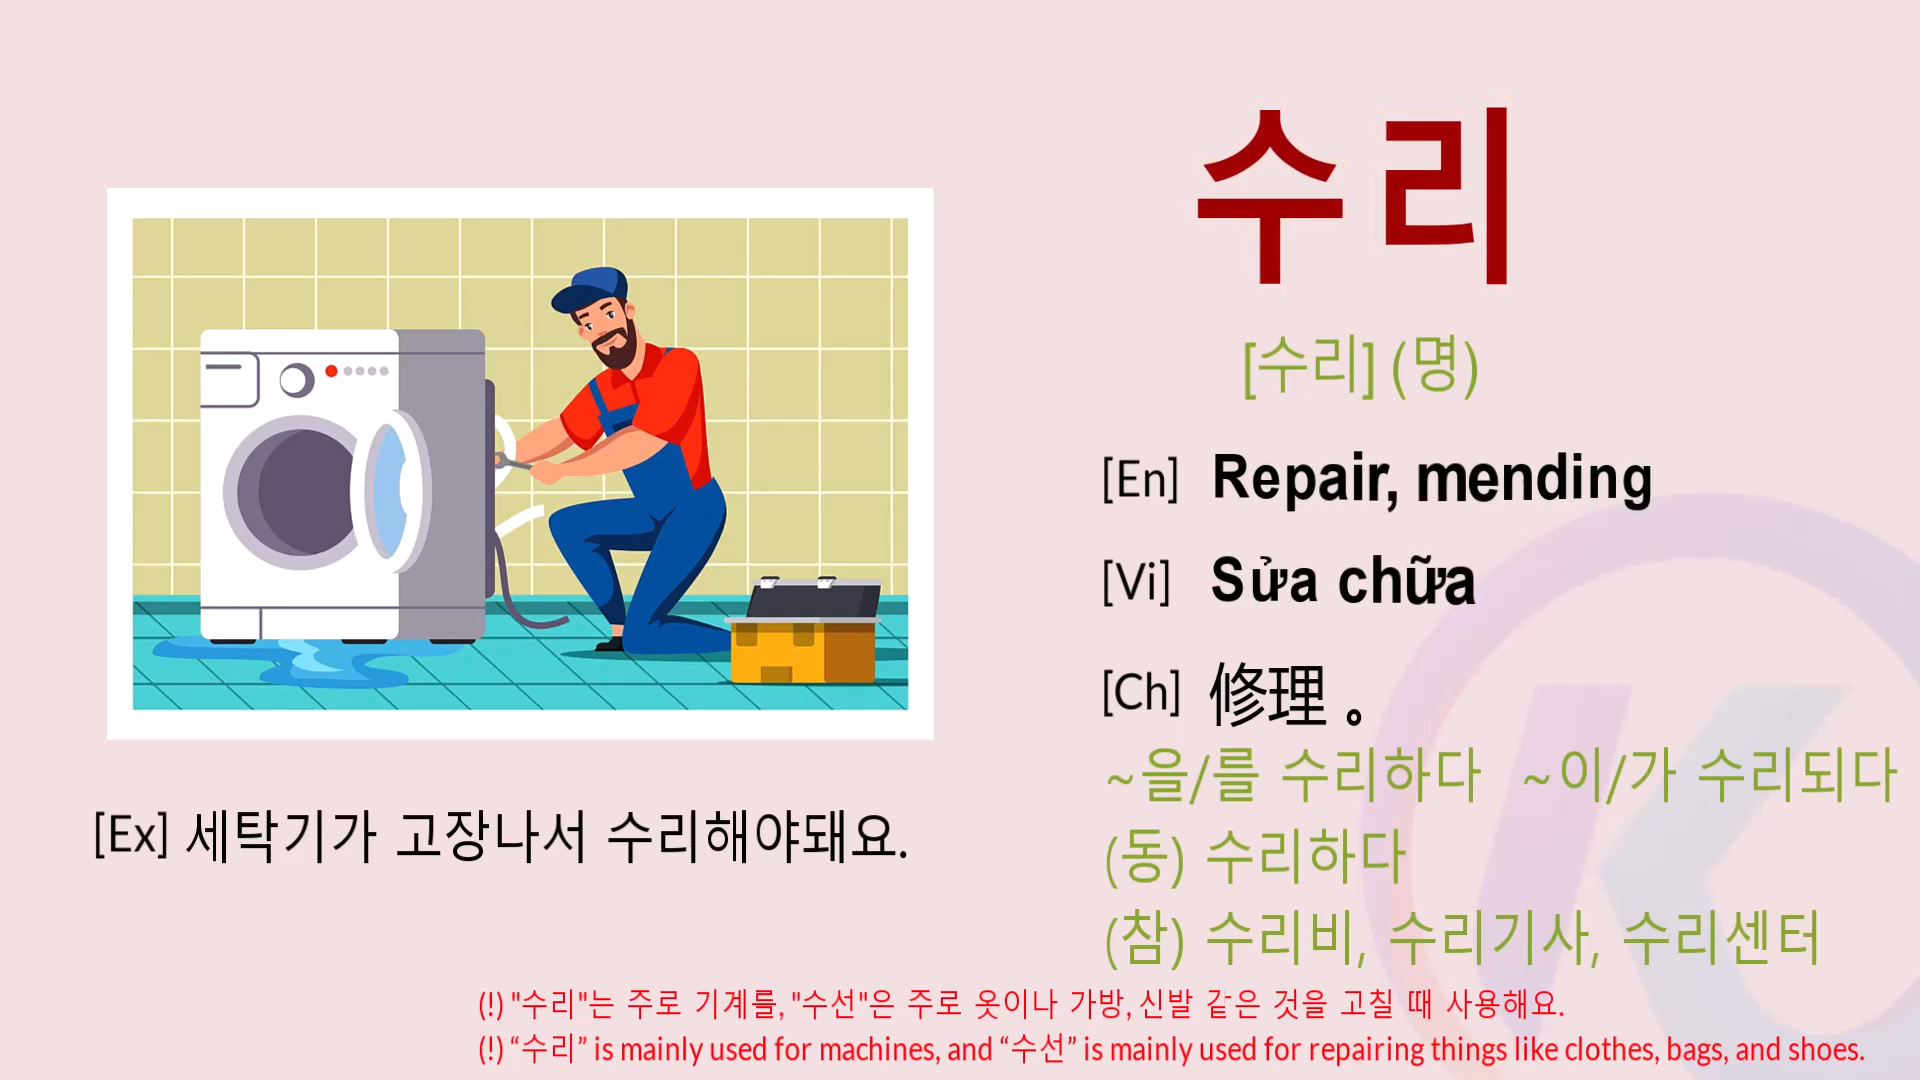 수리
[수리] (명)
[En] Repair, mending
[Vi] Sửa chữa
[Ch] 修理。
~을/를 수리하다 ~이/가 수리되다
(동) 수리하다
(참) 수리비, 수리기사, 수리센터
[Ex] 세탁기가 고장나서 수리해야돼요.
(!) "수리"는 주로 기계를, "수선"은 주로 옷이나 가방, 신발 같은 것을 고칠 때 사용해요.
(!) “수리” is mainly used for machines, and “수선” is mainly used for repairing things like clothes, bags, and shoes.